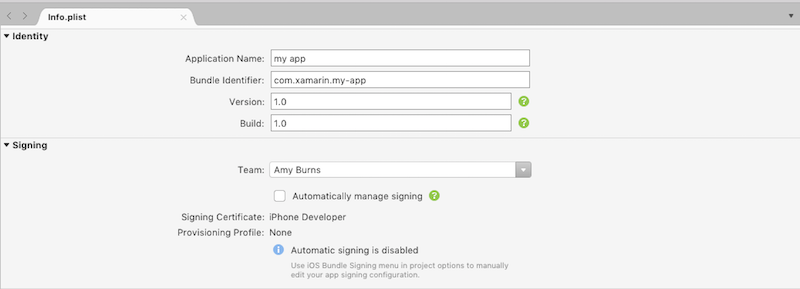 Info.plist
Identity
Application Name: my app
Bundle Identifier: com.xamarin.my-app
Version: 1.0
Build: 1.0
Signing
Team: Amy Burns
Automatically manage signing
Signing Certificate: iPhone Developer
Provisioning Profile: None
Automatic signing is disabled
Use iOS Bundle Signing menu in project options to manually
edit your app signing configuration.